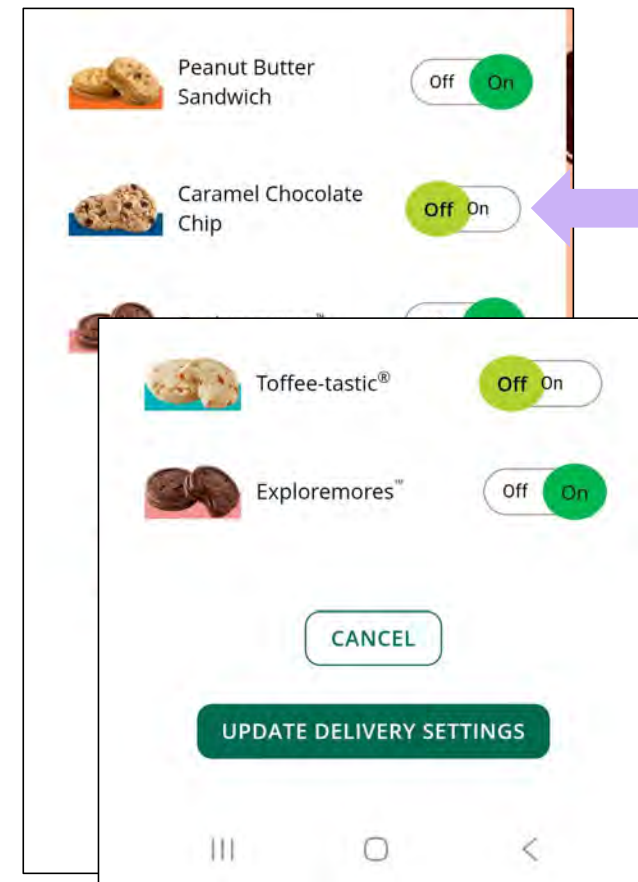 Peanut Butter
Sandwich
Off On
Caramel Chocolate
Chip
Off On
Toffee-tastic®
Off On
Exploremores™
Off On
CANCEL
UPDATE DELIVERY SETTINGS